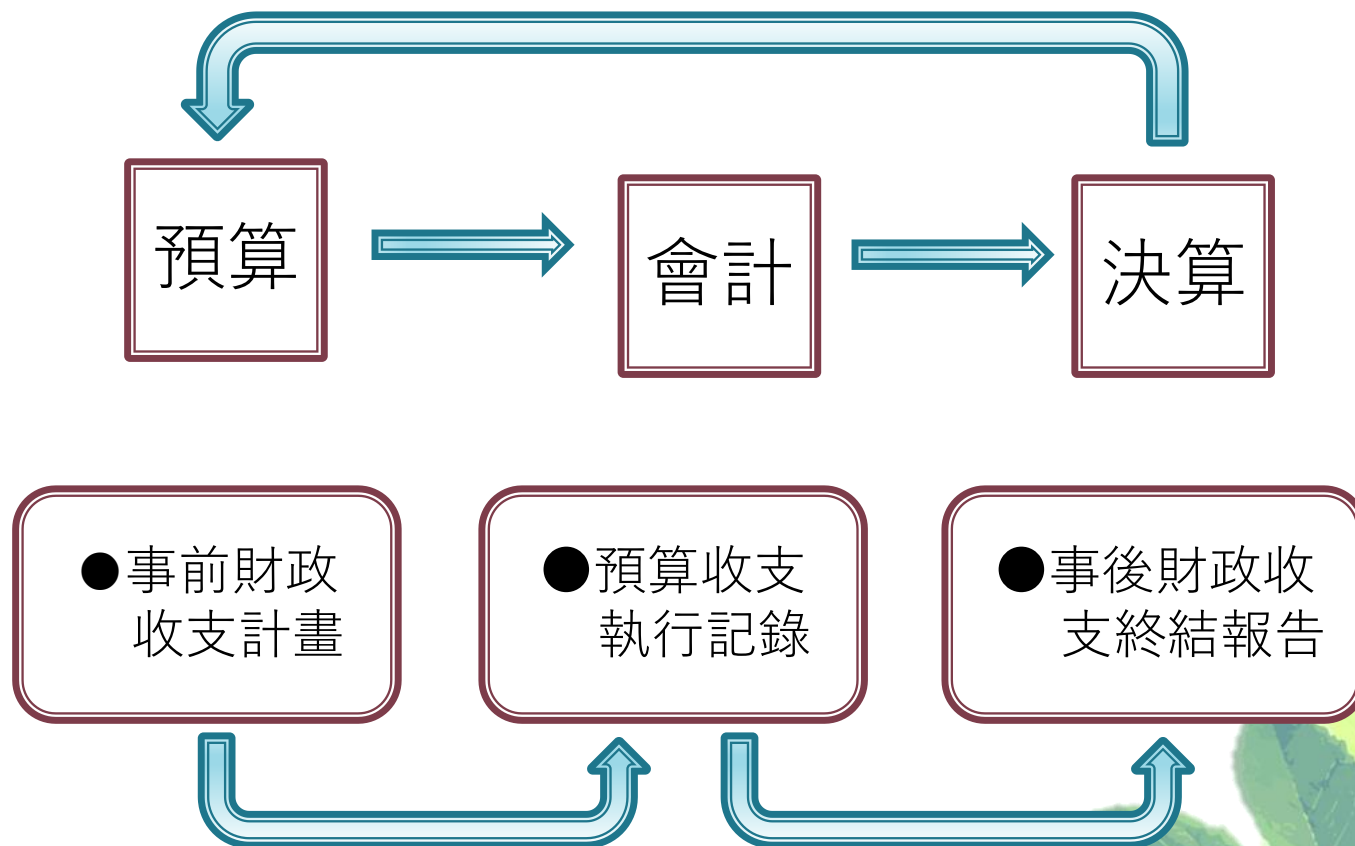 預算
會計
決算
●事前財政
收支計畫
●預算收支
執行記錄
●事後財政收
支終結報告